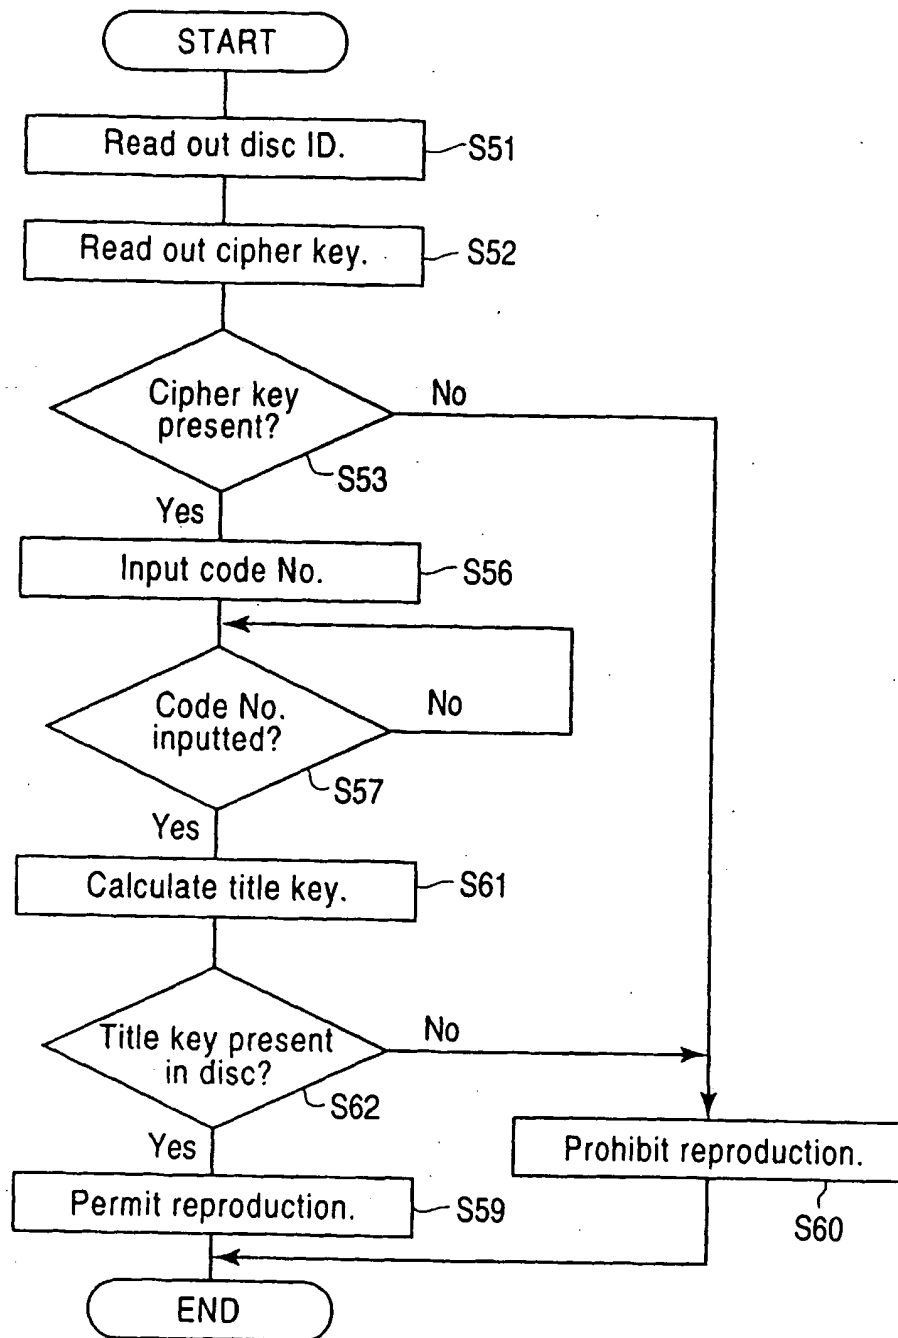 START
Read out disc ID.
S51
Read out cipher key.
S52
Cipher key
present?
No
S53
Yes
Input code No.
S56
Code No.
inputted?
No
S57
Yes
Calculate title key.
S61
Title key present
in disc?
No
S62
Yes
Prohibit reproduction.
S60
Permit reproduction.
S59
END